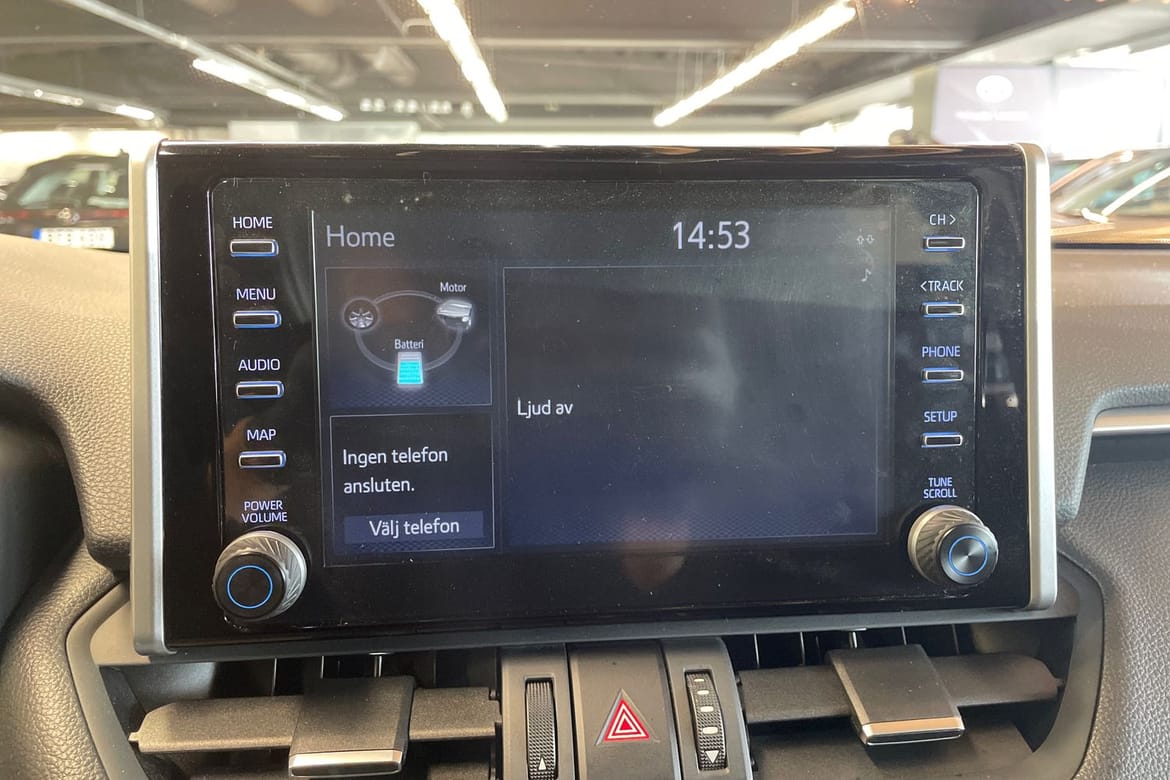 HOME
MENU
AUDIO
MAP
POWER
VOLUME
Home
14:53
Motor
Batteri
Ingen telefon
ansluten.
Välj telefon
Ljud av
CH >
< TRACK
PHONE
SETUP
TUNE
SCROLL